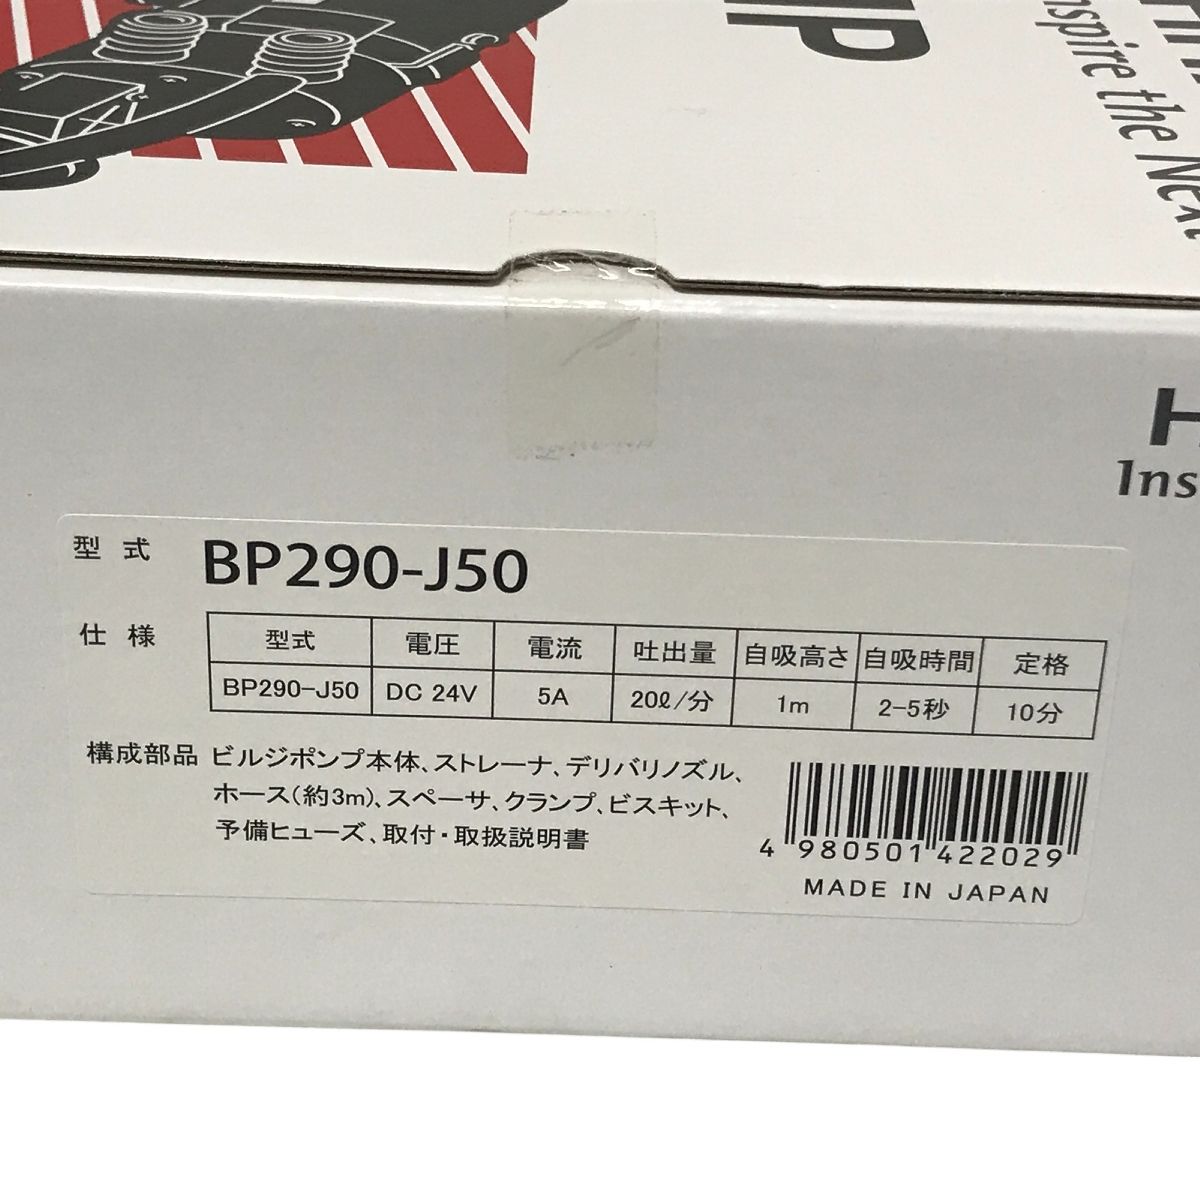 Inspire the Next
型式 BP290-J50
仕様
型式 電圧 電流 吐出量 自吸高さ 自吸時間 定格
BP290-J50 DC 24V 5A 20ℓ/分 1m 2-5秒 10分
構成部品 ビルジポンプ本体、ストレーナ、デリバリノズル、
ホース(約3m)、スペーサ、クランプ、ビスキット、
予備ヒューズ、取付・取扱説明書
4 980501 422029
MADE IN JAPAN